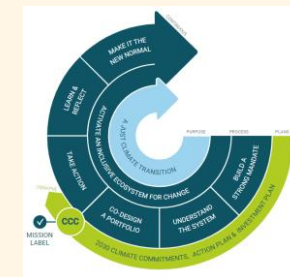 MAKE IT THE
NEW NORMAL
LEARN &
REFLECT
TAKE ACTION
ACTIVATE AN INCLUSIVE ECOSYSTEM FOR CHANGE
A JUST CLIMATE TRANSITION
PURPOSE
PROCESS
BUILD A
STRONG MANDATE
UNDERSTAND
THE SYSTEM
CO-DESIGN
A PORTFOLIO
CCC
MISSION
LABEL
2030 CLIMATE COMMITMENTS, ACTION PLAN & INVESTMENT PLAN